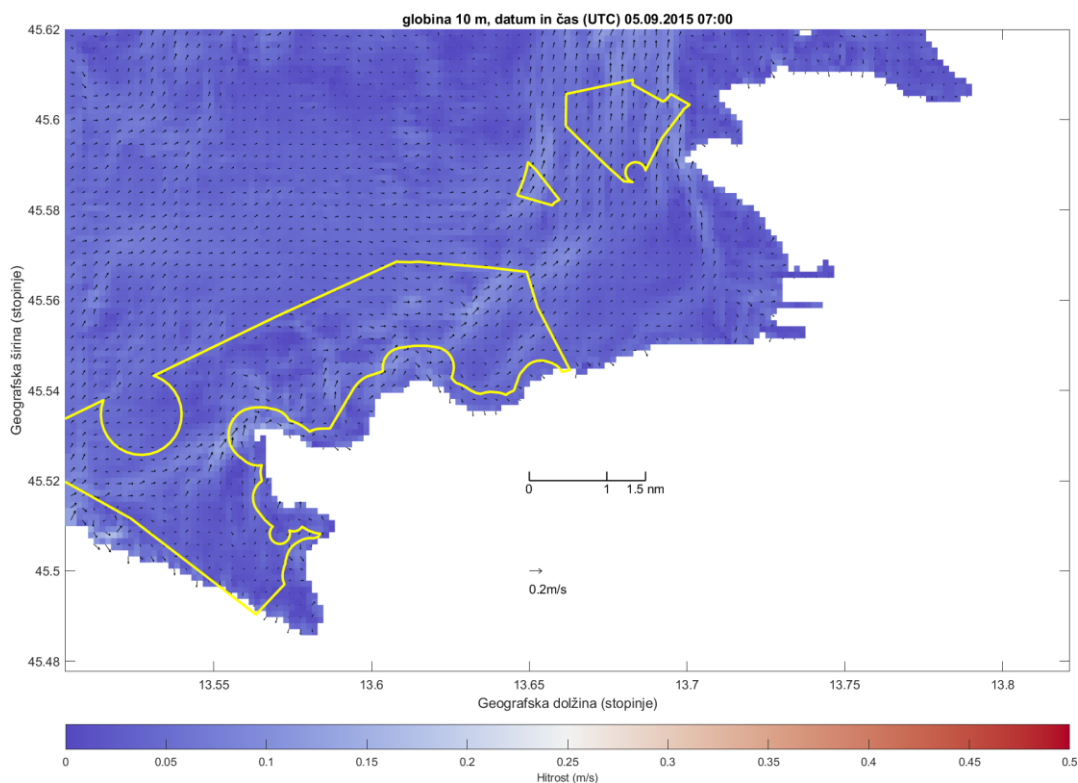 globina 10 m, datum in čas (UTC) 05.09.2015 07:00
45.62
45.6
45.58
45.56
45.54
45.52
45.5
45.48
Geografska širina (stopinje)
0 1 1.5 nm
0.2m/s
13.55 13.6 13.65 13.7 13.75 13.8
Geografska dolžina (stopinje)
0 0.05 0.1 0.15 0.2 0.25 0.3 0.35 0.4 0.45 0.5
Hitrost (m/s)